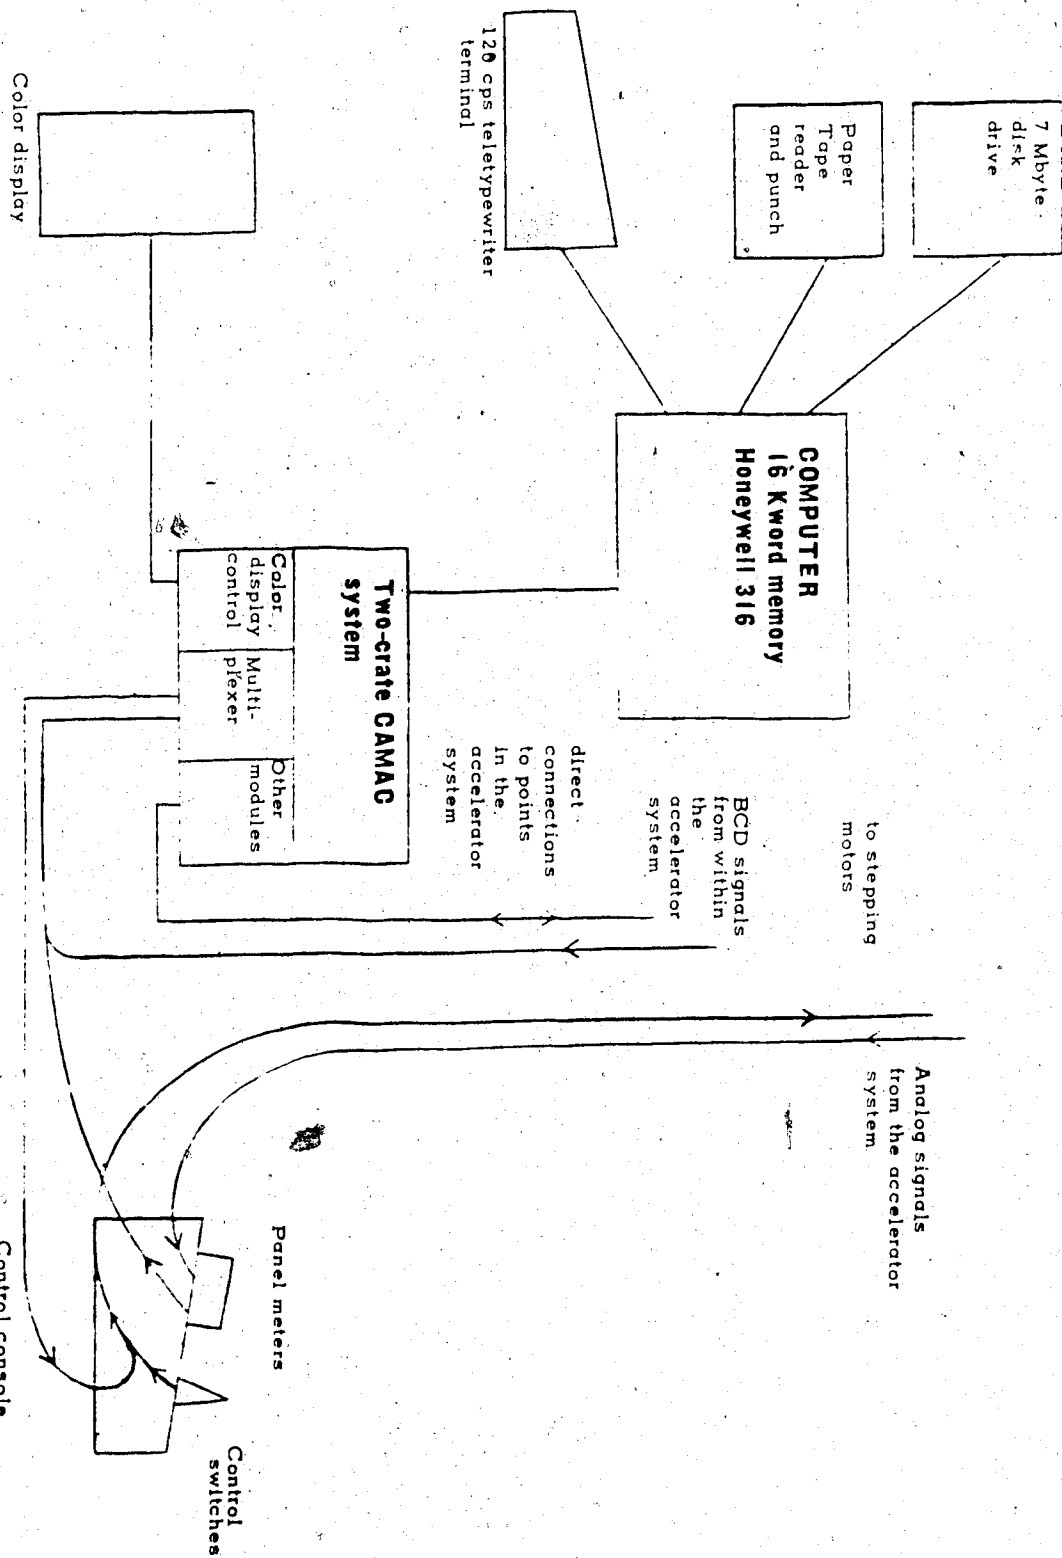 7 Mbyte
disk
drive
Paper
Tape
reader
and punch
120 cps teletypewriter
terminal
Color display
COMPUTER
16 Kword memory
Honeywell 316
Two-crate CAMAC
system
Color
display
control
Multi-
plexer
Other
modules
to stepping
motors
BCD signals
from within
the
accelerator
system
direct
connections
to points
in the
accelerator
system
Analog signals
from the accelerator
system
Panel meters
Control
switches
Control console